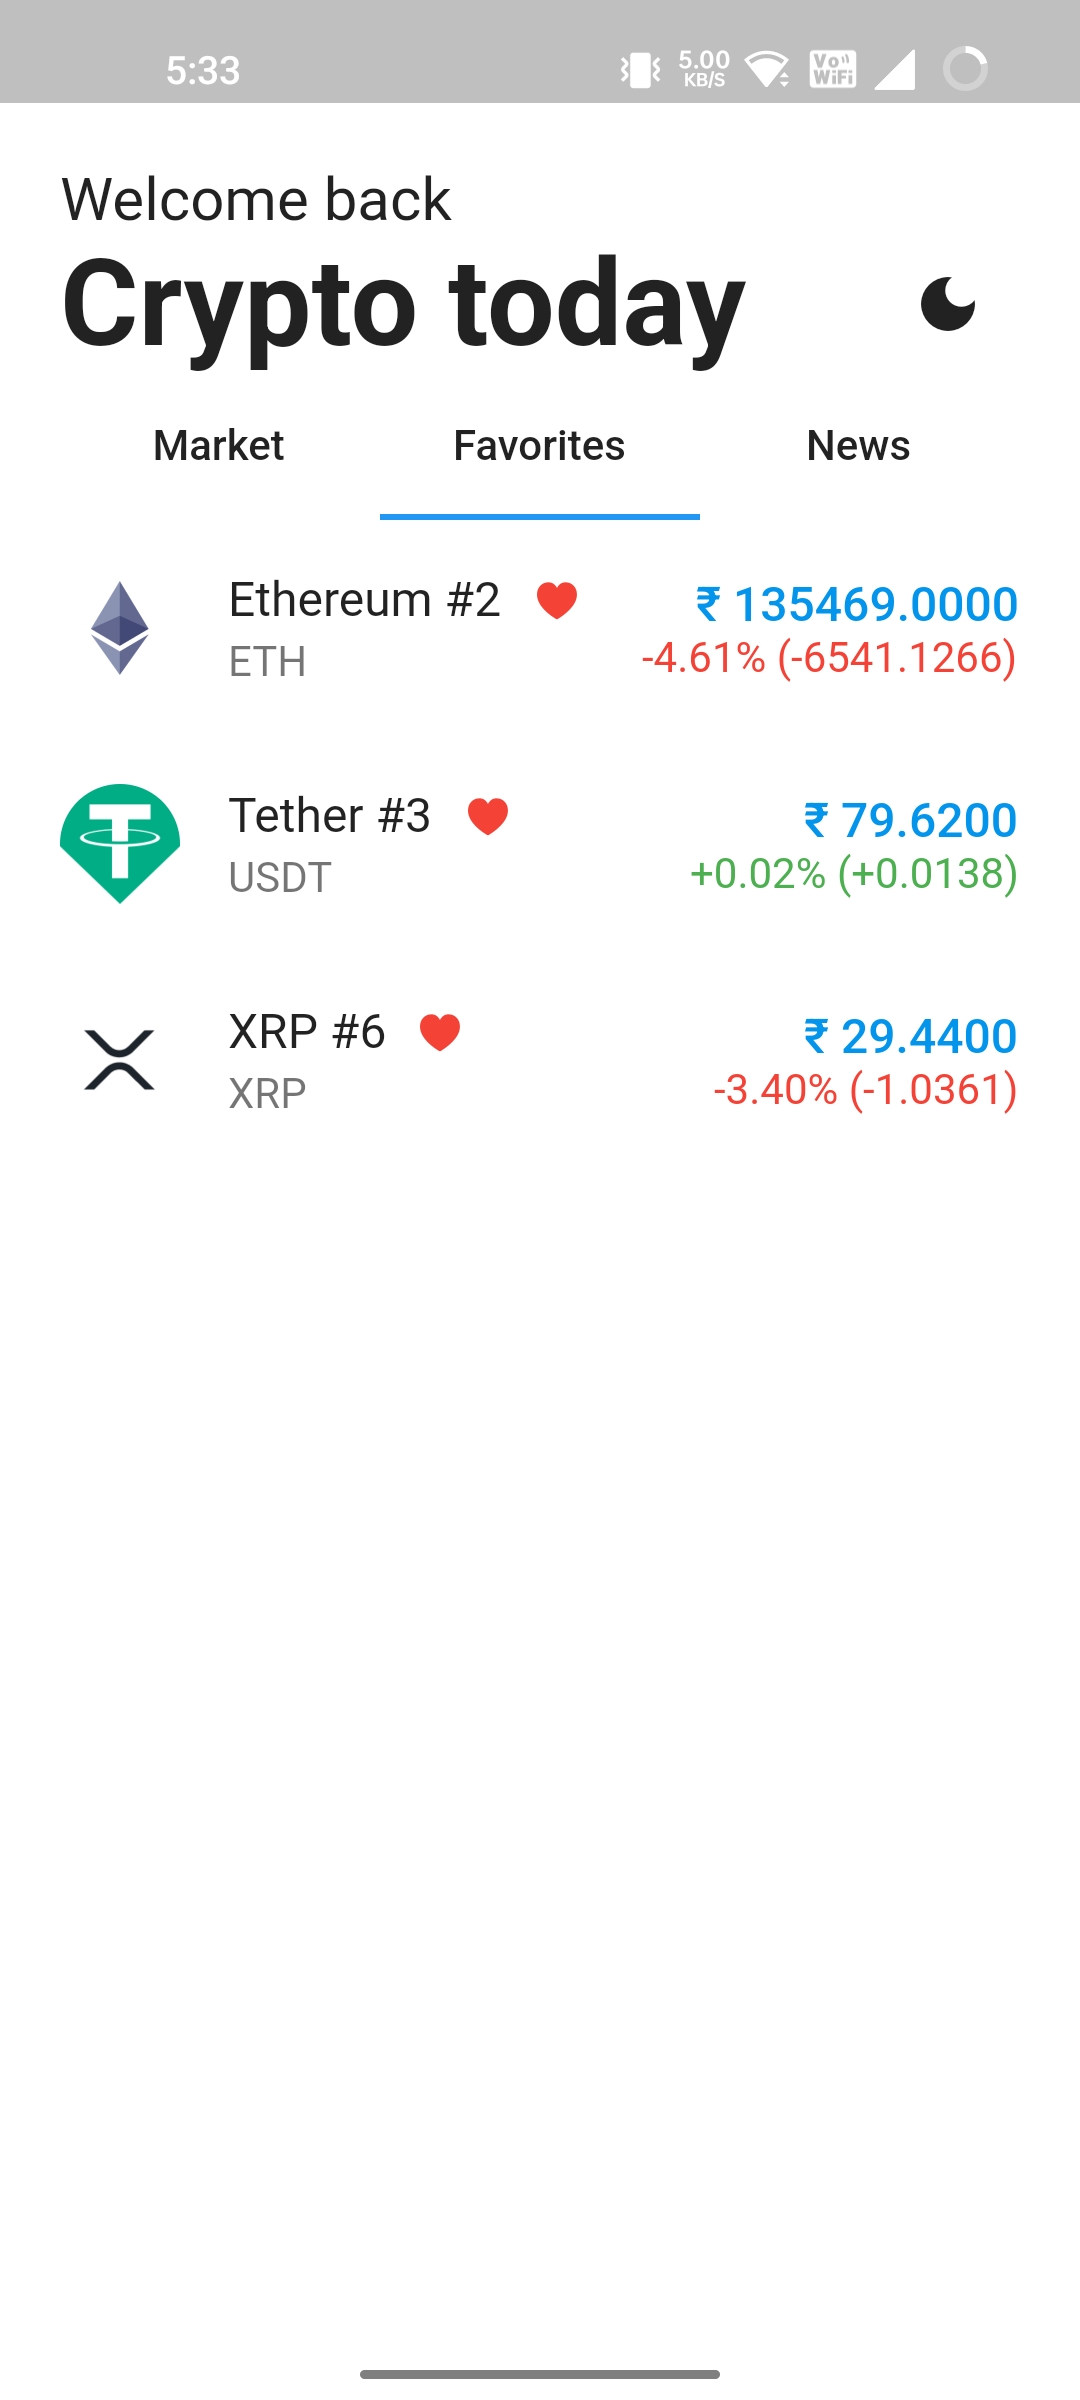 5:33
5.00
KB/S
Vo
WiFi
Welcome back
Crypto today
Market
Favorites
News
Ethereum #2
₹ 135469.0000
ETH
-4.61% (-6541.1266)
Tether #3
₹ 79.6200
USDT
+0.02% (+0.0138)
XRP #6
₹ 29.4400
XRP
-3.40% (-1.0361)